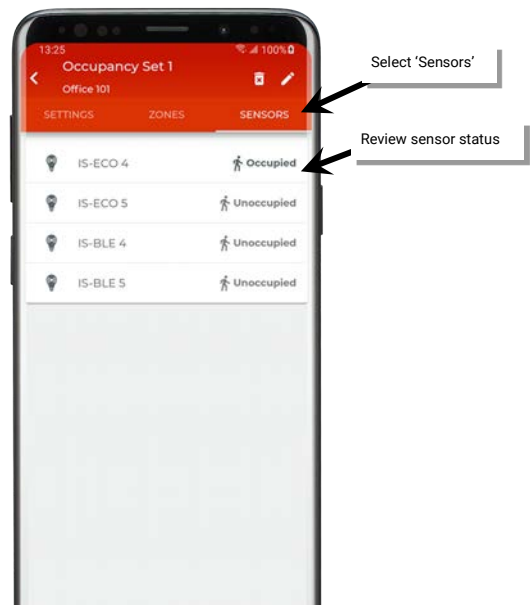 13:25 100%
Occupancy Set 1
Office 101
SETTINGS ZONES SENSORS
IS-ECO 4 Occupied
IS-ECO 5 Unoccupied
IS-BLE 4 Unoccupied
IS-BLE 5 Unoccupied
Select ‘Sensors’
Review sensor status